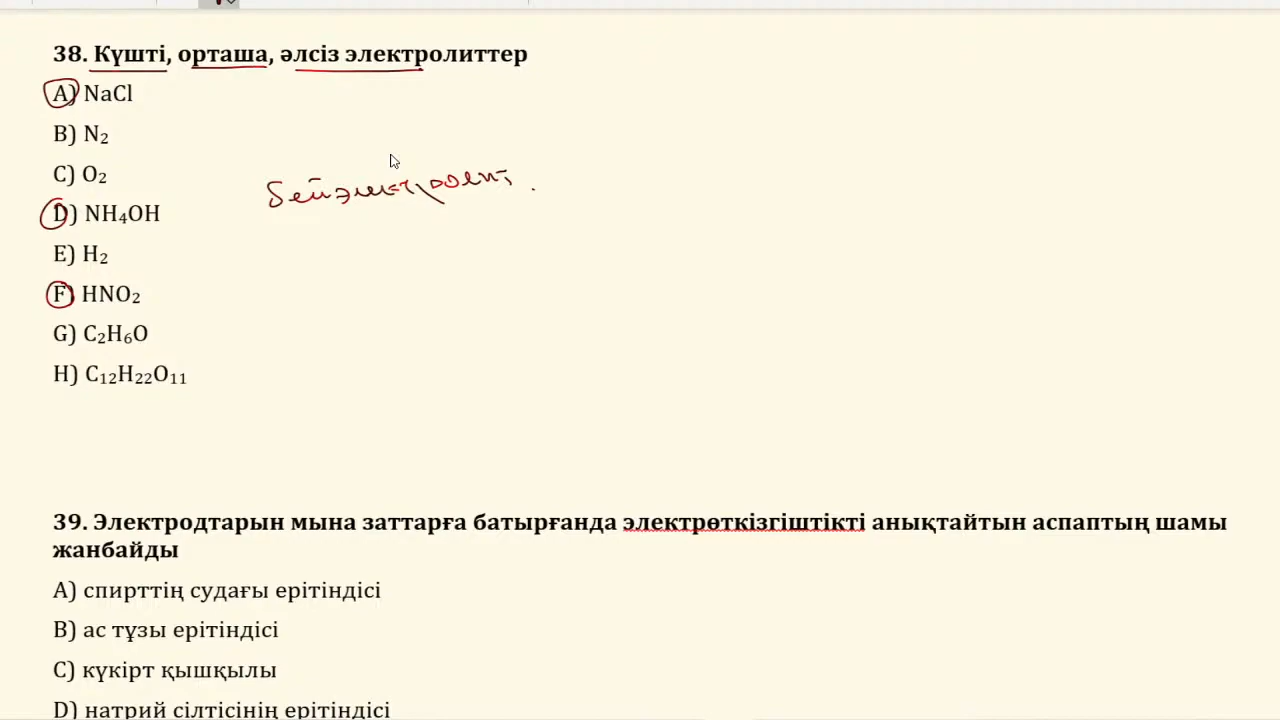 38. Күшті, орташа, әлсіз электролиттер
A) NaCl
B) N₂
C) O₂
бейэлектролит.
D) NH₄OH
E) H₂
F) HNO₂
G) C₂H₆O
H) C₁₂H₂₂O₁₁
39. Электродтарын мына заттарға батырғанда электрөткізгіштікті анықтайтын аспаптың шамы
жанбайды
A) спирттің судағы ерітіндісі
B) ас тұзы ерітіндісі
C) күкірт қышқылы
D) натрий сілтісінің ерітіндісі